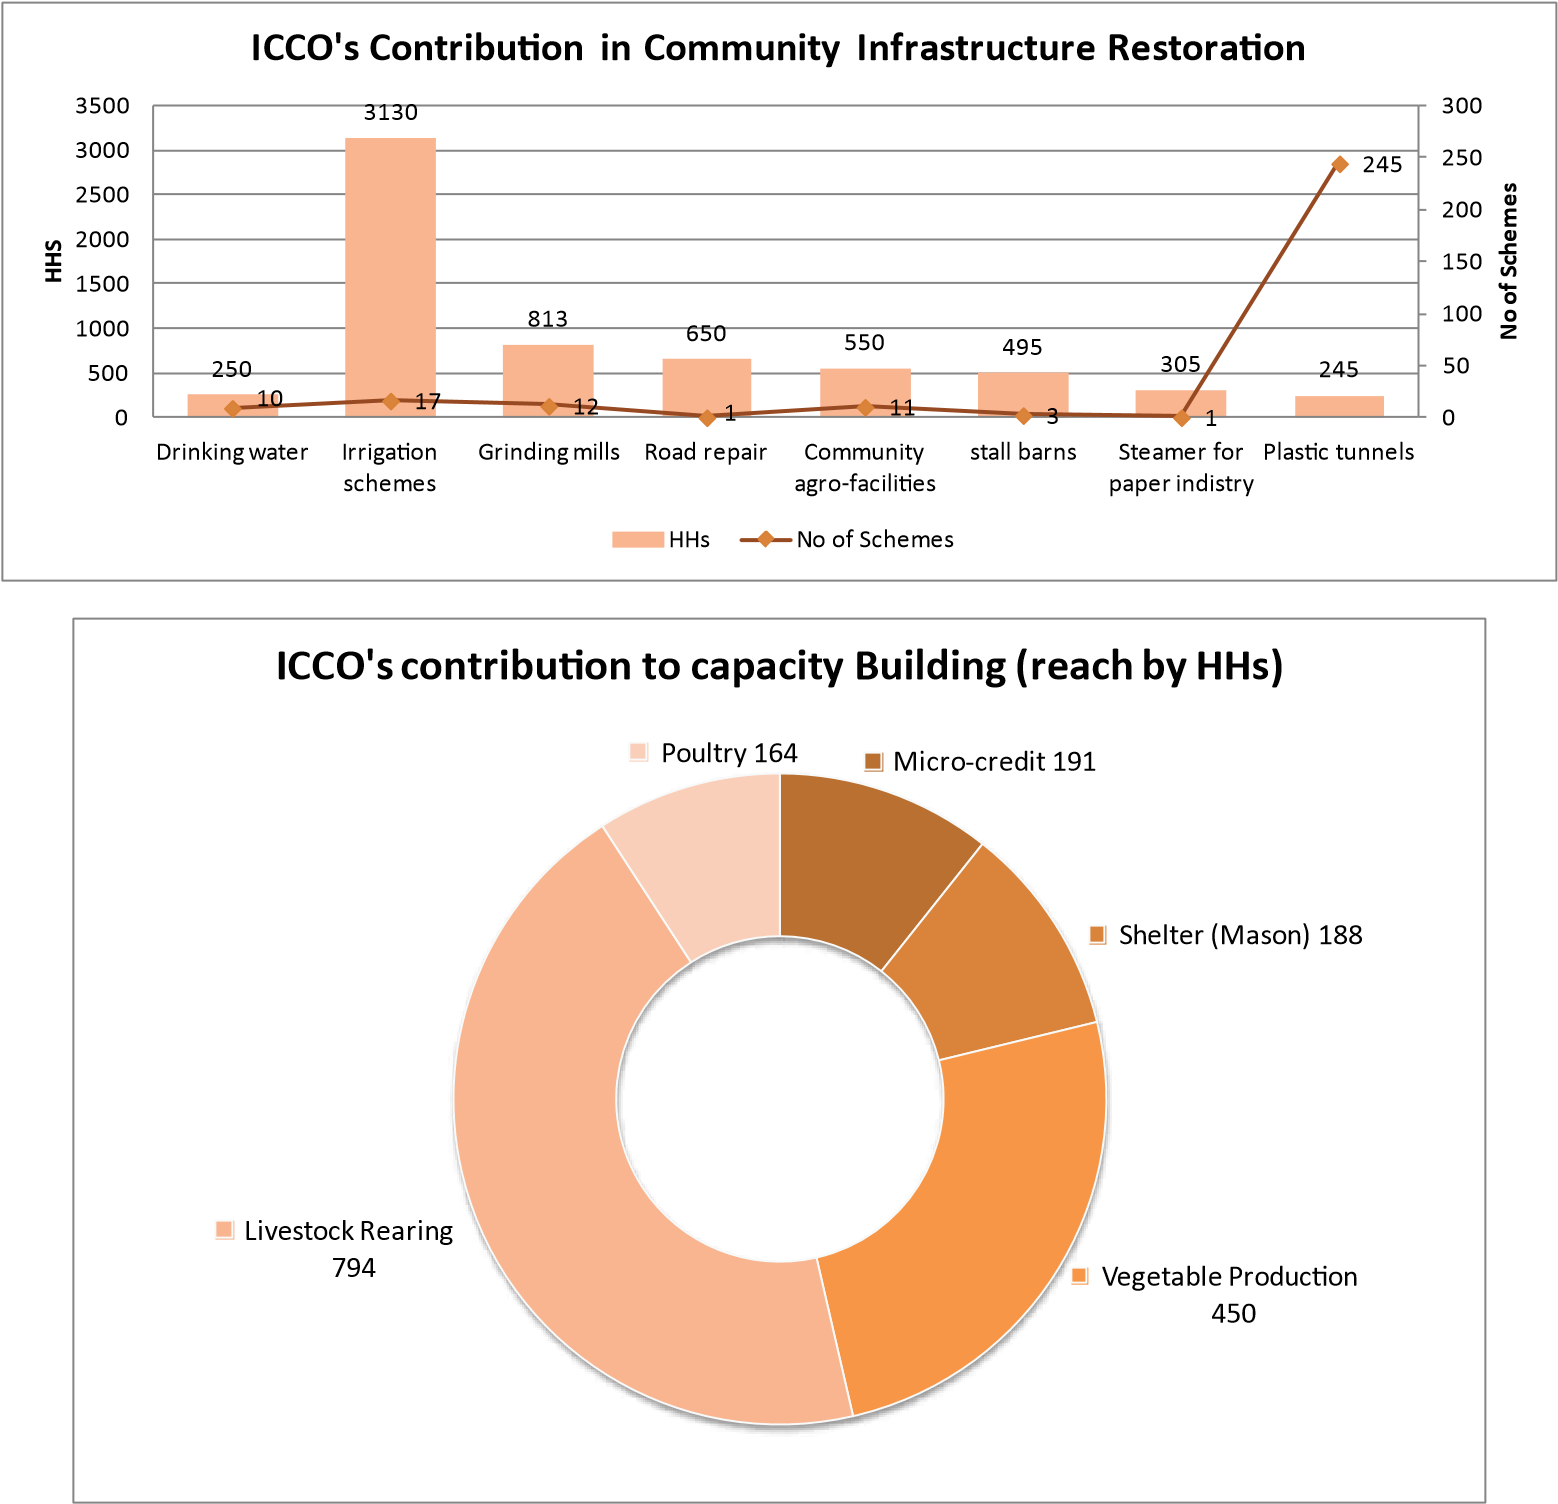 ICCO's Contribution in Community Infrastructure Restoration
3500
3000
2500
2000
1500
1000
500
0
HHS
300
250
200
150
100
50
0
No of Schemes
3130
813
650
550
495
305
250
245
245
10
17
12
1
11
3
1
Drinking water
Irrigation
schemes
Grinding mills
Road repair
Community
agro-facilities
stall barns
Steamer for
paper indistry
Plastic tunnels
HHs
No of Schemes
ICCO's contribution to capacity Building (reach by HHs)
Poultry 164
Micro-credit 191
Shelter (Mason) 188
Livestock Rearing
794
Vegetable Production
450